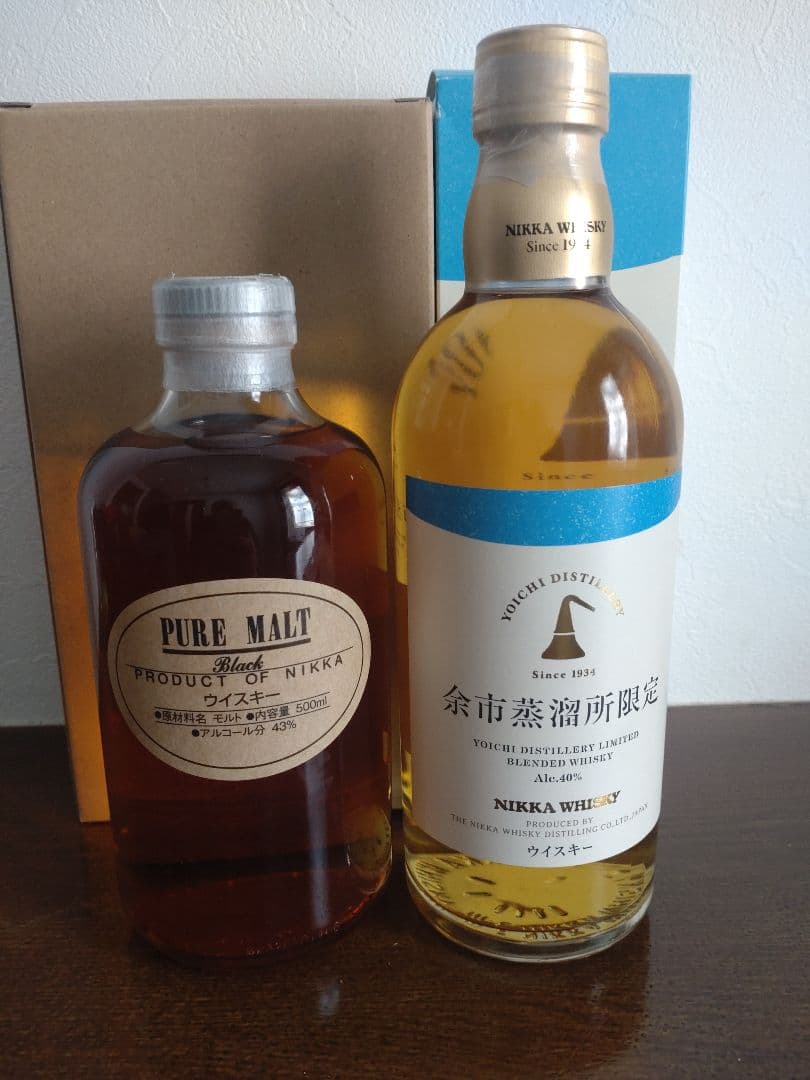 PURE MALT
Black
PRODUCT OF NIKKA
ウイスキー
●原材料名 モルト ●内容量 500ml
●アルコール分 43%
NIKKA WHISKY
Since 1934
Since
YOICHI DISTILLERY
Since 1934
余市蒸溜所限定
YOICHI DISTILLERY LIMITED
BLENDED WHISKY
Alc.40%
NIKKA WHISKY
PRODUCED BY
THE NIKKA WHISKY DISTILLING CO.,LTD.,JAPAN
ウイスキー